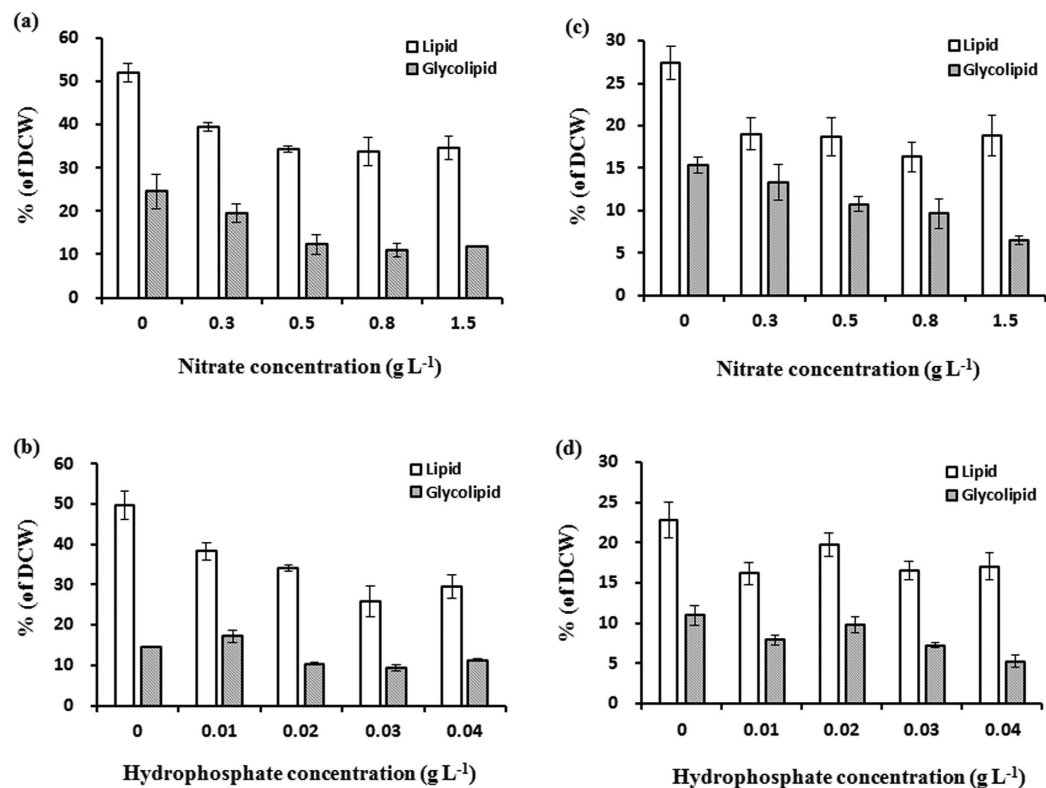 (a)
60
50
40
30
20
10
0
% (of DCW)
Lipid
Glycolipid
0 0.3 0.5 0.8 1.5
Nitrate concentration (g L-1)
(c)
30
25
20
15
10
5
0
% (of DCW)
Lipid
Glycolipid
0 0.3 0.5 0.8 1.5
Nitrate concentration (g L-1)
(b)
60
50
40
30
20
10
0
% (of DCW)
Lipid
Glycolipid
0 0.01 0.02 0.03 0.04
Hydrophosphate concentration (g L-1)
(d)
30
25
20
15
10
5
0
% (of DCW)
Lipid
Glycolipid
0 0.01 0.02 0.03 0.04
Hydrophosphate concentration (g L-1)